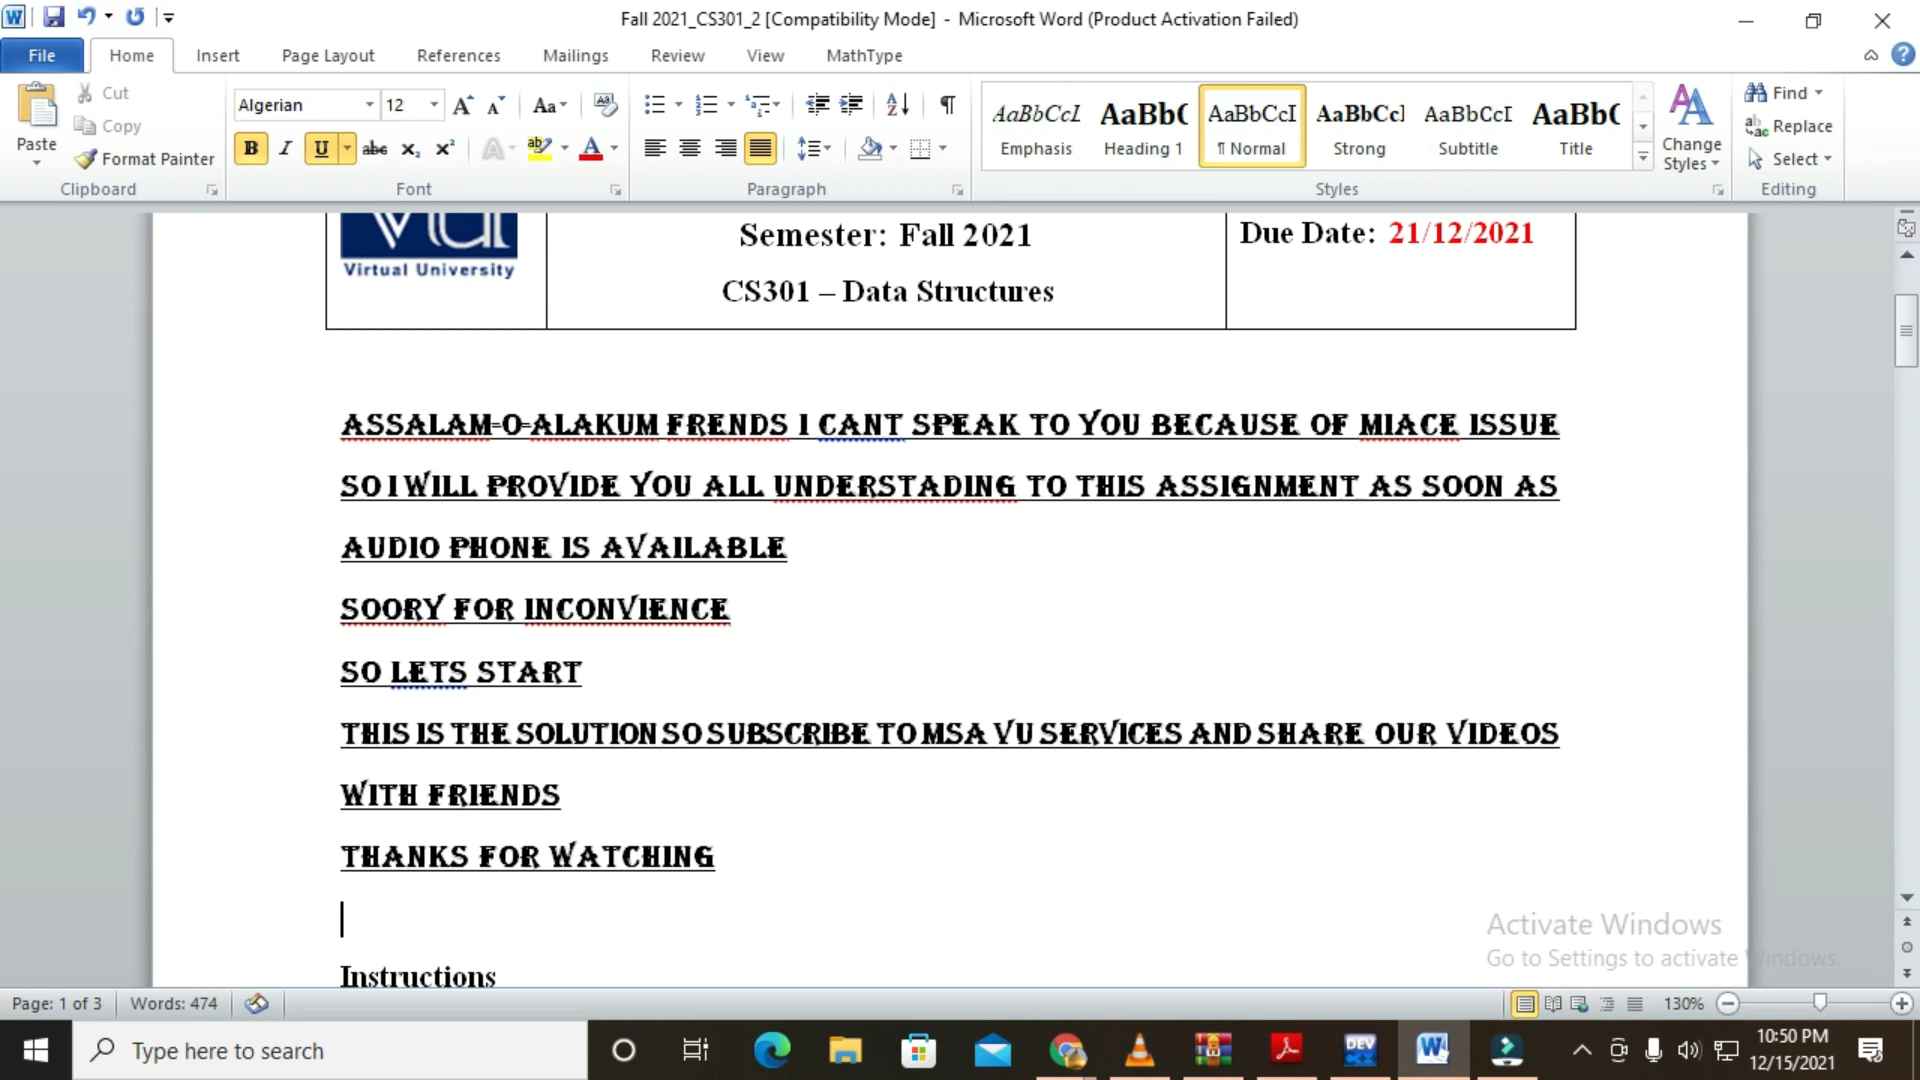 Fall 2021_CS301_2 [Compatibility Mode] - Microsoft Word (Product Activation Failed)
File Home Insert Page Layout References Mailings Review View MathType
Paste Cut Copy Format Painter
Algerian 12
AaBbCcI AaBb( AaBbCcI AaBbCcI AaBbCcI AaBb(
Emphasis Heading 1 ¶ Normal Strong Subtitle Title
Change Styles
Find Replace Select
Clipboard Font Paragraph Styles Editing
Virtual University
Semester: Fall 2021
CS301 – Data Structures
Due Date: 21/12/2021
ASSALAM-O-ALAKUM FRENDS I CANT SPEAK TO YOU BECAUSE OF MIACE ISSUE
SO I WILL PROVIDE YOU ALL UNDERSTADING TO THIS ASSIGNMENT AS SOON AS
AUDIO PHONE IS AVAILABLE
SOORY FOR INCONVIENCE
SO LETS START
THIS IS THE SOLUTION SO SUBSCRIBE TO MSA VU SERVICES AND SHARE OUR VIDEOS
WITH FRIENDS
THANKS FOR WATCHING
Instructions
Activate Windows
Go to Settings to activate Windows.
Page: 1 of 3 Words: 474 130%
Type here to search
DEV
10:50 PM
12/15/2021